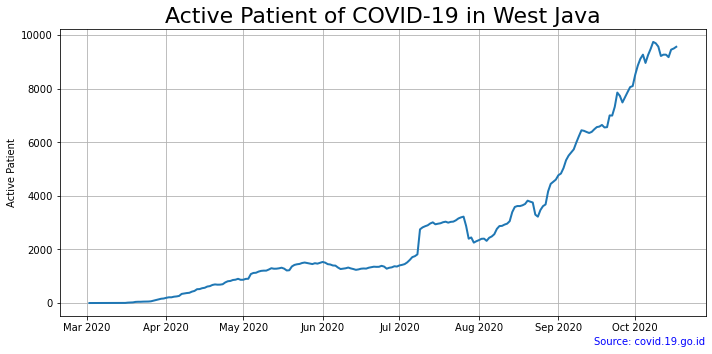 Active Patient of COVID-19 in West Java
10000
8000
6000
4000
2000
0
Active Patient
Mar 2020 Apr 2020 May 2020 Jun 2020 Jul 2020 Aug 2020 Sep 2020 Oct 2020
Source: covid.19.go.id